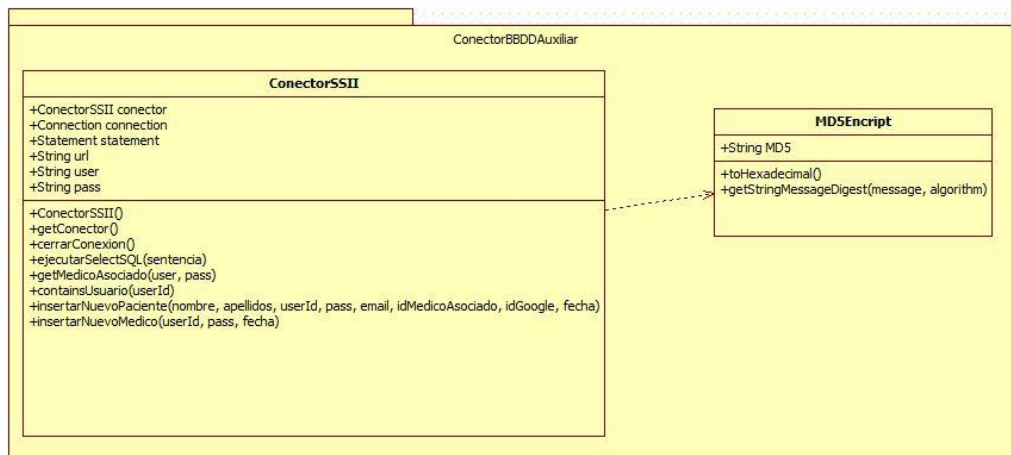 ConectorBBDDAuxiliar
ConectorSSII
+ConectorSSII conector
+Connection connection
+Statement statement
+String url
+String user
+String pass
+ConectorSSII()
+getConector()
+cerrarConexion()
+ejecutarSelectSQL(sentencia)
+getMedicoAsociado(user, pass)
+containsUsuario(userId)
+insertarNuevoPaciente(nombre, apellidos, userId, pass, email, idMedicoAsociado, idGoogle, fecha)
+insertarNuevoMedico(userId, pass, fecha)
MD5Encript
+String MD5
+toHexadecimal()
+getStringMessageDigest(message, algorithm)